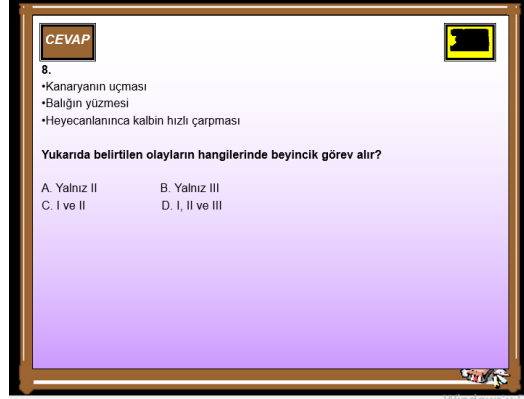 CEVAP
8.
•Kanaryanın uçması
•Balığın yüzmesi
•Heyecanlanınca kalbin hızlı çarpması
Yukarıda belirtilen olayların hangilerinde beyincik görev alır?
A. Yalnız II B. Yalnız III
C. I ve II D. I, II ve III